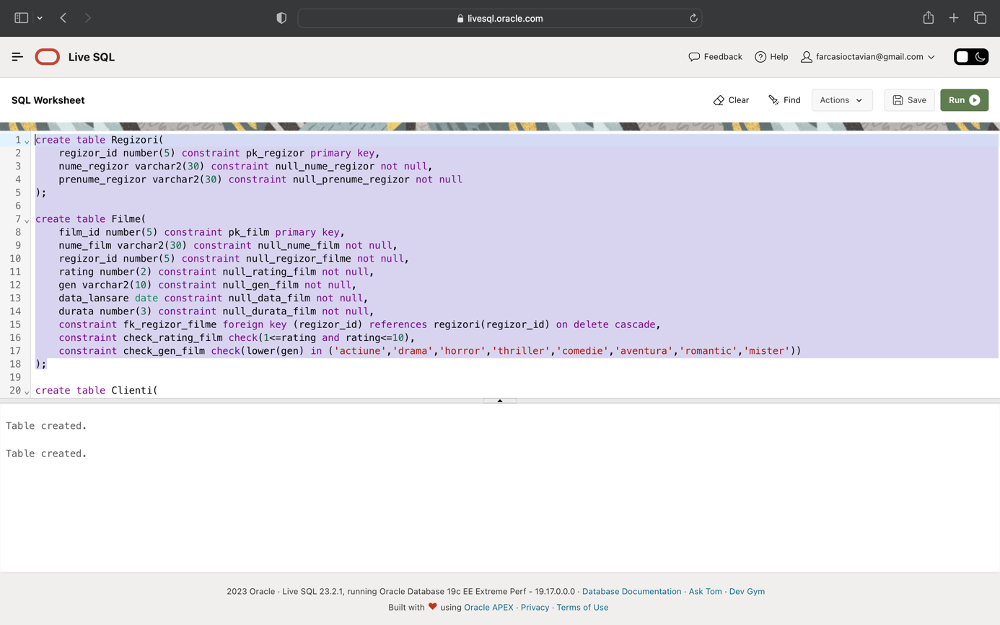 livesql.oracle.com
Live SQL
Feedback
Help
farcasioctavian@gmail.com
SQL Worksheet
Clear
Find
Actions
Save
Run
1 create table Regizori(
2     regizor_id number(5) constraint pk_regizor primary key,
3     nume_regizor varchar2(30) constraint null_nume_regizor not null,
4     prenume_regizor varchar2(30) constraint null_prenume_regizor not null
5 );
6
7 create table Filme(
8     film_id number(5) constraint pk_film primary key,
9     nume_film varchar2(30) constraint null_nume_film not null,
10     regizor_id number(5) constraint null_regizor_filme not null,
11     rating number(2) constraint null_rating_film not null,
12     gen varchar2(10) constraint null_gen_film not null,
13     data_lansare date constraint null_data_film not null,
14     durata number(3) constraint null_durata_film not null,
15     constraint fk_regizor_filme foreign key (regizor_id) references regizori(regizor_id) on delete cascade,
16     constraint check_rating_film check(1<=rating and rating<=10),
17     constraint check_gen_film check(lower(gen) in ('actiune','drama','horror','thriller','comedie','aventura','romantic','mister'))
18 );
19
20 create table Clienti(
Table created.
Table created.
2023 Oracle · Live SQL 23.2.1, running Oracle Database 19c EE Extreme Perf - 19.17.0.0.0 · Database Documentation · Ask Tom · Dev Gym
Built with ❤ using Oracle APEX · Privacy · Terms of Use